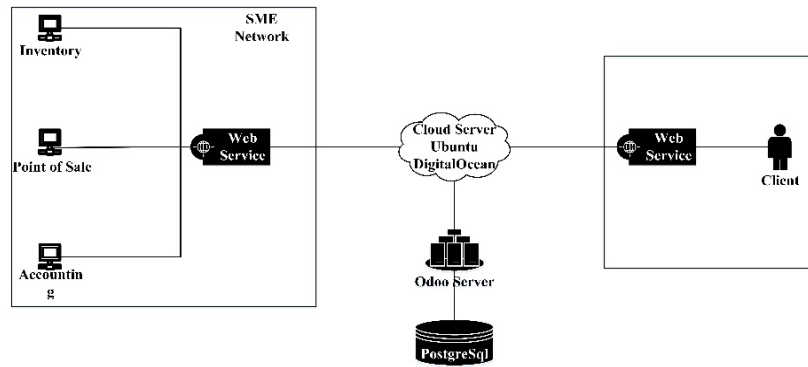 SME
Network
Inventory
Point of Sale
Accountin
g
Web
Service
Cloud Server
Ubuntu
DigitalOcean
Odoo Server
PostgreSql
Web
Service
Client